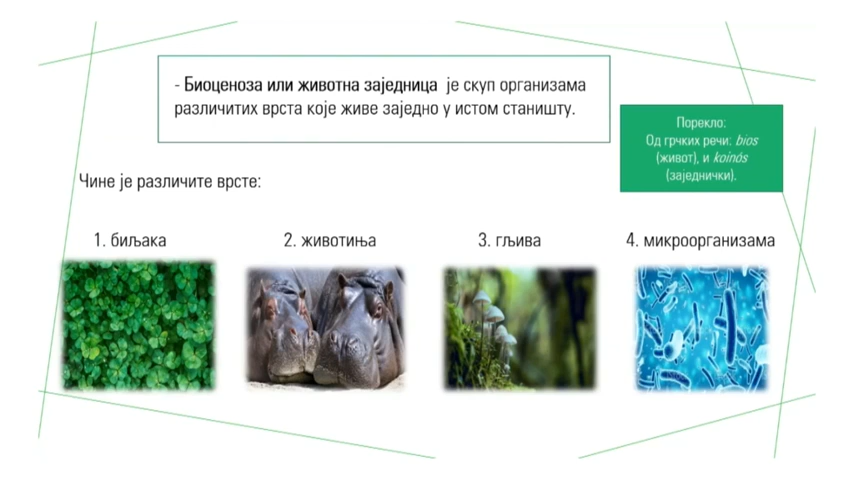 - Биоценоза или животна заједница је скуп организама
различитих врста које живе заједно у истом станишту.
Порекло:
Од грчких речи: bios
(живот), и koinós
(заједнички).
Чине је различите врсте:
1. биљака
2. животиња
3. гљива
4. микроорганизама